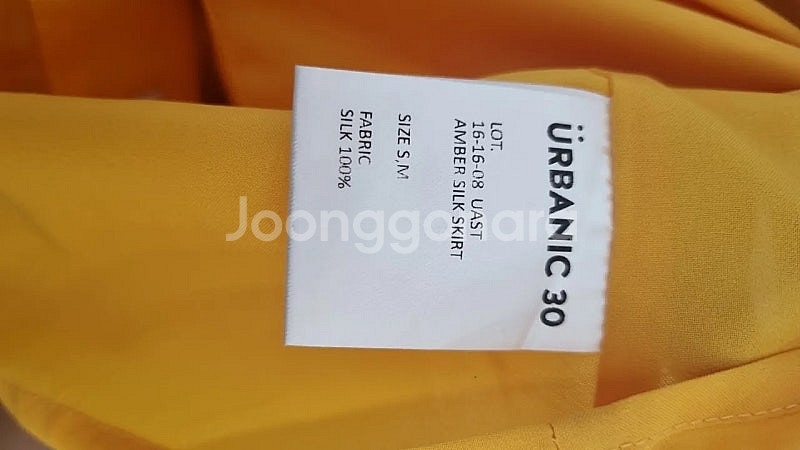 ÜRBANIC 30
LOT.
16-16-08 UAST
AMBER SILK SKIRT
SIZE S,M
FABRIC
SILK 100%
Joonggonara